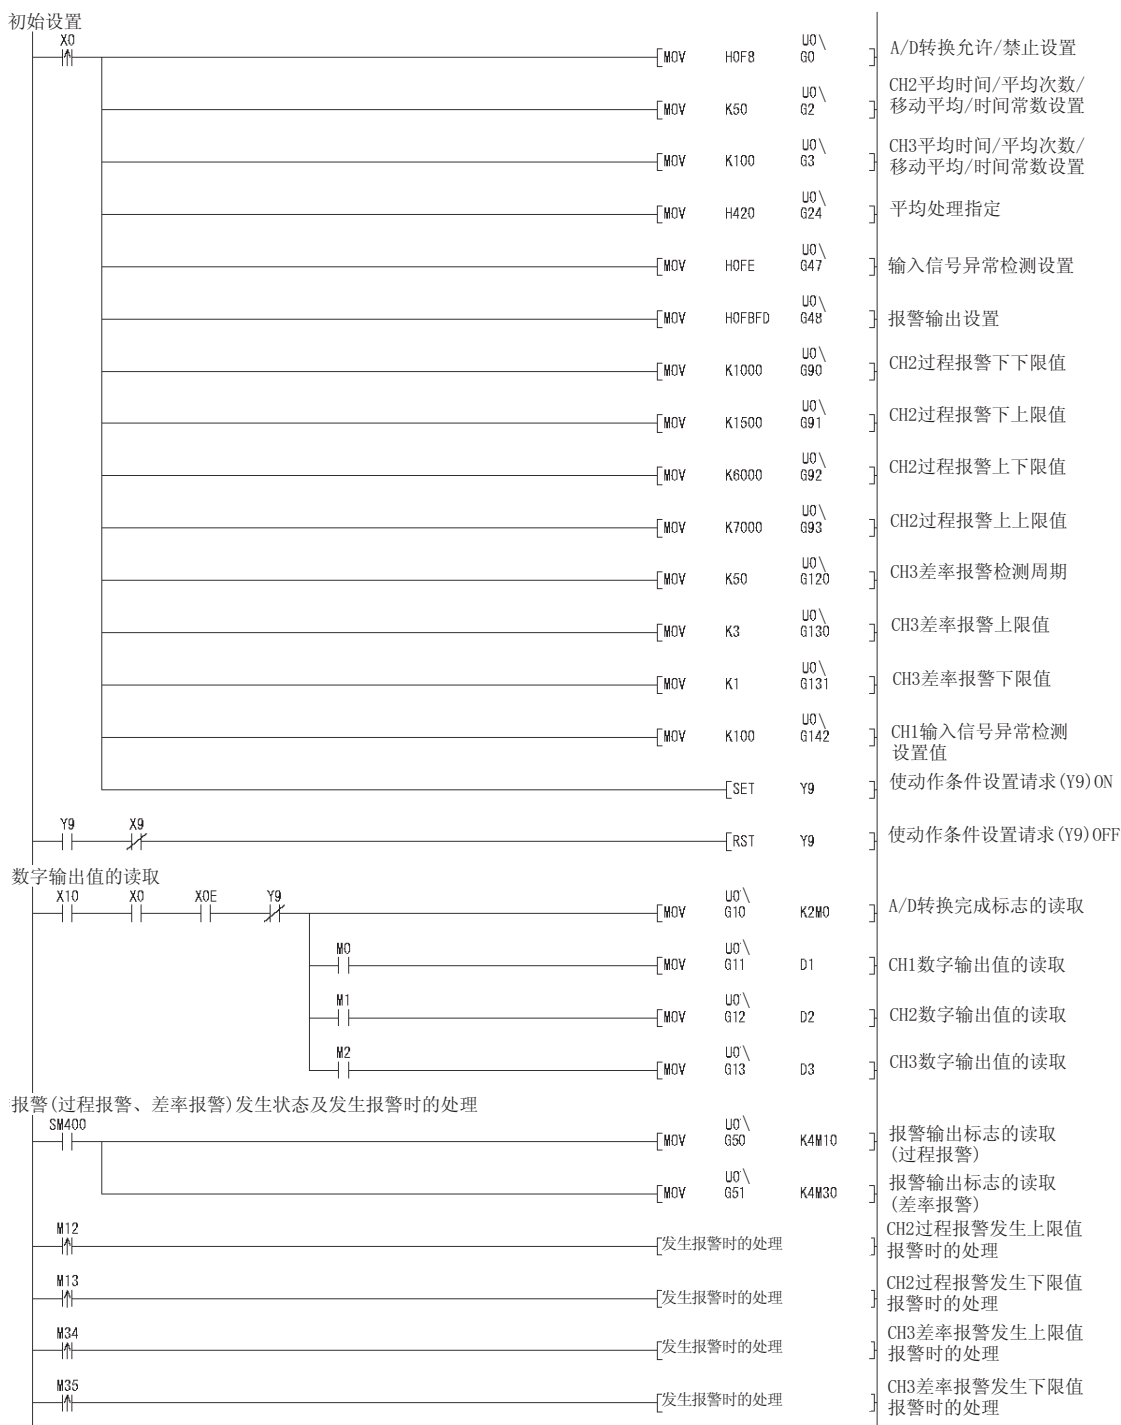 初始设置
X0
MOV H0F8 U0\G0 A/D转换允许/禁止设置
MOV K50 U0\G2 CH2平均时间/平均次数/
移动平均/时间常数设置
MOV K100 U0\G3 CH3平均时间/平均次数/
移动平均/时间常数设置
MOV H420 U0\G24 平均处理指定
MOV H0FE U0\G47 输入信号异常检测设置
MOV H0FBFD U0\G48 报警输出设置
MOV K1000 U0\G90 CH2过程报警下下限值
MOV K1500 U0\G91 CH2过程报警下上限值
MOV K6000 U0\G92 CH2过程报警上下限值
MOV K7000 U0\G93 CH2过程报警上上限值
MOV K50 U0\G120 CH3差率报警检测周期
MOV K3 U0\G130 CH3差率报警上限值
MOV K1 U0\G131 CH3差率报警下限值
MOV K100 U0\G142 CH1输入信号异常检测
设置值
SET Y9 使动作条件设置请求(Y9)ON
Y9 X9
RST Y9 使动作条件设置请求(Y9)OFF
数字输出值的读取
X10 X0 X0E Y9
MOV U0\G10 K2M0 A/D转换完成标志的读取
M0
MOV U0\G11 D1 CH1数字输出值的读取
M1
MOV U0\G12 D2 CH2数字输出值的读取
M2
MOV U0\G13 D3 CH3数字输出值的读取
报警(过程报警、差率报警)发生状态及发生报警时的处理
SM400
MOV U0\G50 K4M10 报警输出标志的读取
(过程报警)
MOV U0\G51 K4M30 报警输出标志的读取
(差率报警)
M12
发生报警时的处理 CH2过程报警发生上限值
报警时的处理
M13
发生报警时的处理 CH2过程报警发生下限值
报警时的处理
M34
发生报警时的处理 CH3差率报警发生上限值
报警时的处理
M35
发生报警时的处理 CH3差率报警发生下限值
报警时的处理